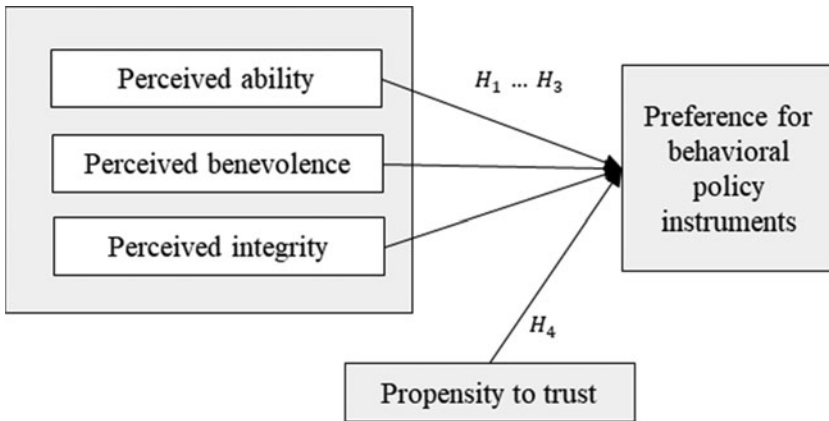 Perceived ability
Perceived benevolence
Perceived integrity
H₁ ... H₃
Preference for
behavioral
policy
instruments
H₄
Propensity to trust